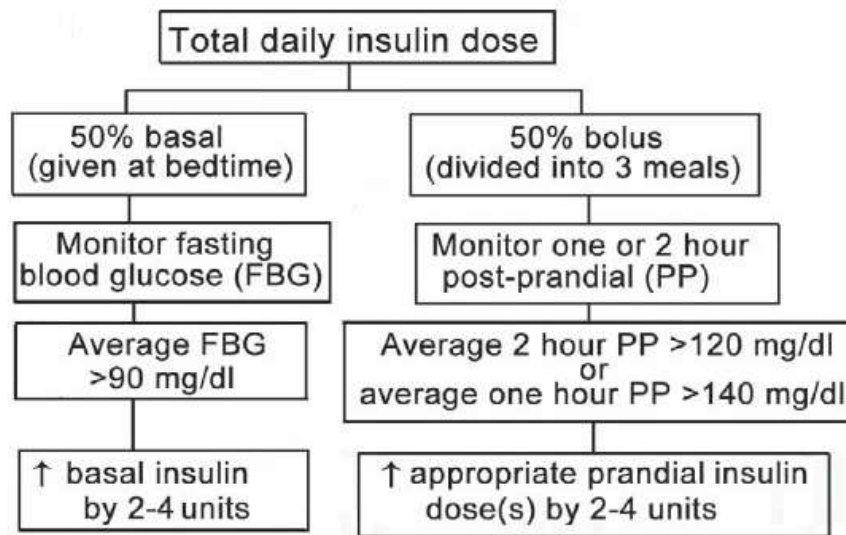 Total daily insulin dose
50% basal
(given at bedtime)
50% bolus
(divided into 3 meals)
Monitor fasting
blood glucose (FBG)
Monitor one or 2 hour
post-prandial (PP)
Average FBG
>90 mg/dl
Average 2 hour PP >120 mg/dl
or
average one hour PP >140 mg/dl
↑ basal insulin
by 2-4 units
↑ appropriate prandial insulin
dose(s) by 2-4 units